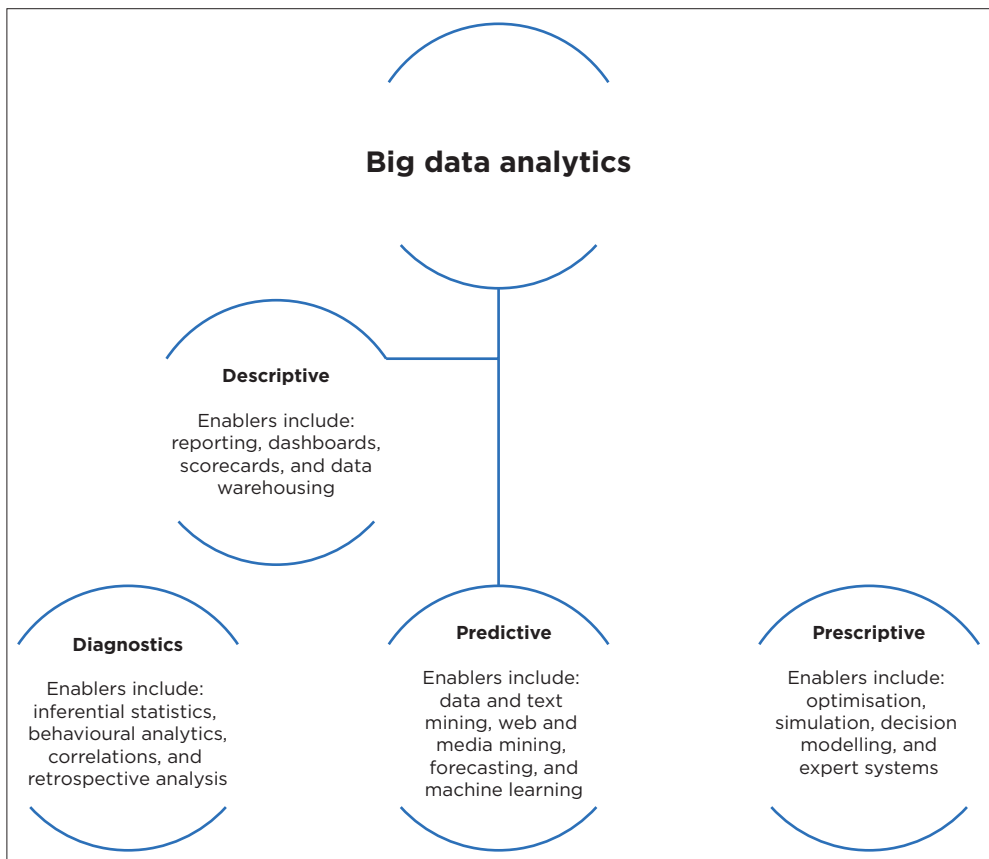 Big data analytics
Descriptive
Enablers include:
reporting, dashboards,
scorecards, and data
warehousing
Diagnostics
Enablers include:
inferential statistics,
behavioural analytics,
correlations, and
retrospective analysis
Predictive
Enablers include:
data and text
mining, web and
media mining,
forecasting, and
machine learning
Prescriptive
Enablers include:
optimisation,
simulation, decision
modelling, and
expert systems